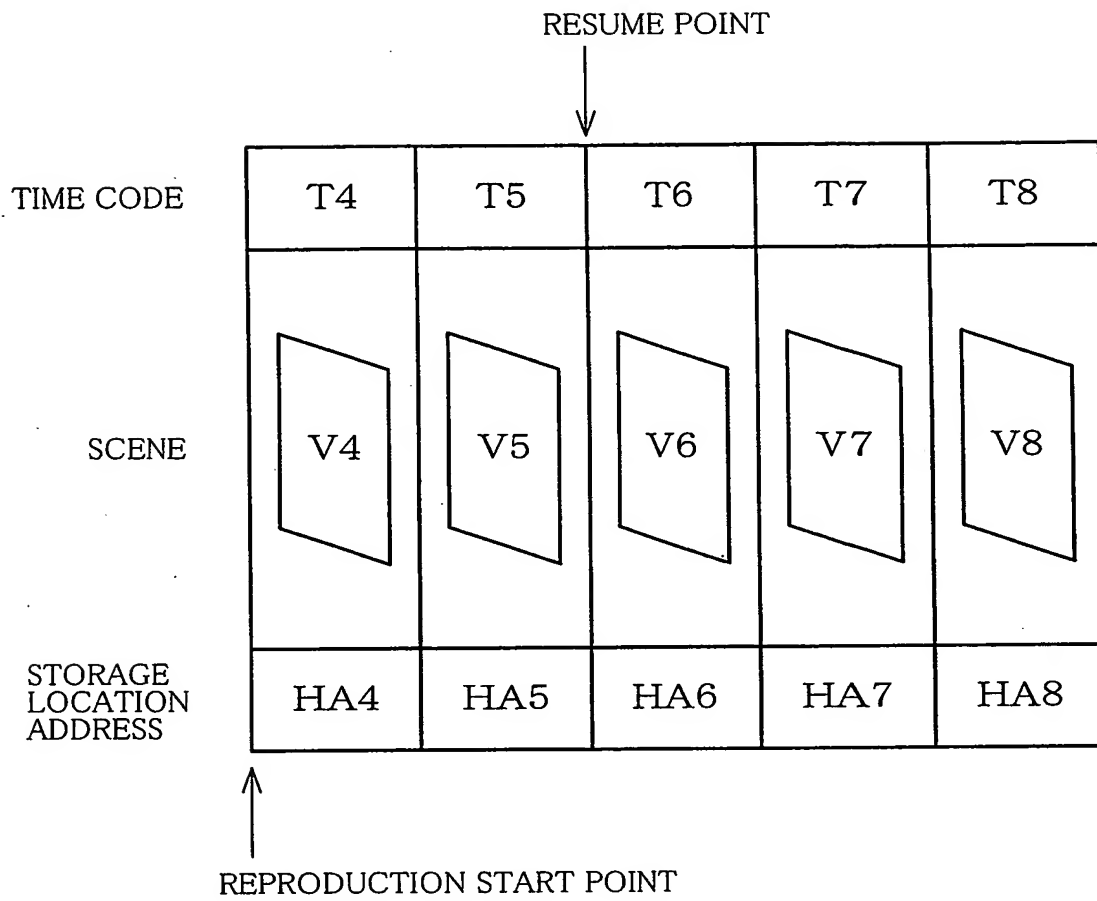 RESUME POINT
TIME CODE T4 T5 T6 T7 T8
SCENE V4 V5 V6 V7 V8
STORAGE
LOCATION
ADDRESS
HA4 HA5 HA6 HA7 HA8
REPRODUCTION START POINT